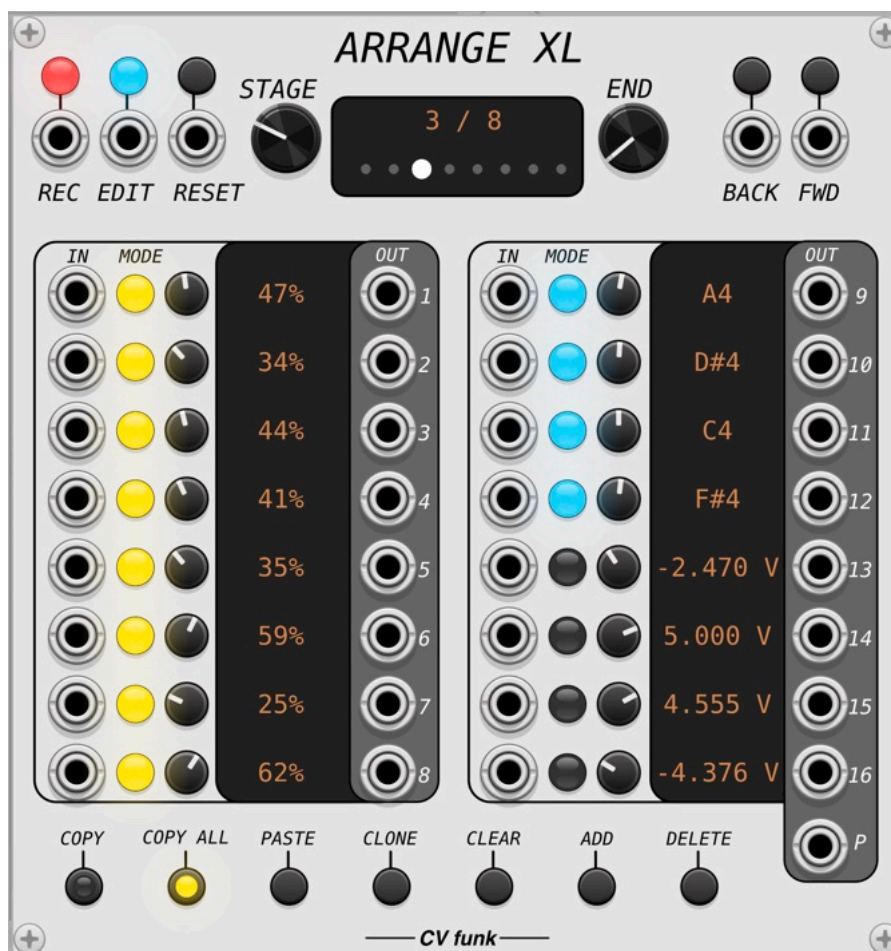 ARRANGE XL
STAGE
3 / 8
END
REC EDIT RESET
BACK FWD
IN MODE OUT
47% 1
34% 2
44% 3
41% 4
35% 5
59% 6
25% 7
62% 8
IN MODE OUT
A4 9
D#4 10
C4 11
F#4 12
-2.470 V 13
5.000 V 14
4.555 V 15
-4.376 V 16
P
COPY COPY ALL PASTE CLONE CLEAR ADD DELETE
CV funk